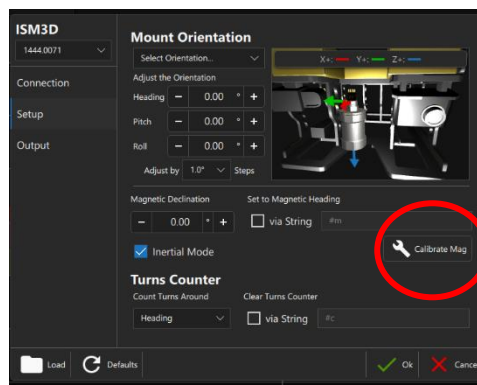 ISM3D
1444.0071
Connection
Setup
Output
Mount Orientation
Select Orientation...
Adjust the Orientation
Heading − 0.00 ° +
Pitch − 0.00 ° +
Roll − 0.00 ° +
Adjust by 1.0° Steps
X+: Y+: Z+:
Magnetic Declination
− 0.00 ° +
Inertial Mode
Set to Magnetic Heading
via String #m
Calibrate Mag
Turns Counter
Count Turns Around
Heading
Clear Turns Counter
via String #c
Load Defaults
Ok Cance